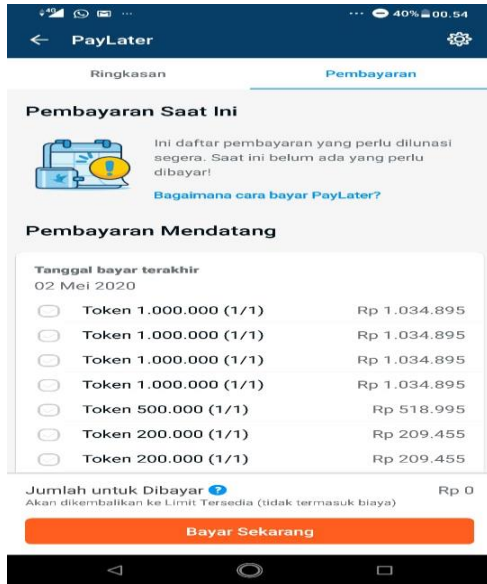 4G ... ... 40% 00.54
PayLater
Ringkasan Pembayaran
Pembayaran Saat Ini
Ini daftar pembayaran yang perlu dilunasi
segera. Saat ini belum ada yang perlu
dibayar!
Bagaimana cara bayar PayLater?
Pembayaran Mendatang
Tanggal bayar terakhir
02 Mei 2020
Token 1.000.000 (1/1) Rp 1.034.895
Token 1.000.000 (1/1) Rp 1.034.895
Token 1.000.000 (1/1) Rp 1.034.895
Token 1.000.000 (1/1) Rp 1.034.895
Token 500.000 (1/1) Rp 518.995
Token 200.000 (1/1) Rp 209.455
Token 200.000 (1/1) Rp 209.455
Jumlah untuk Dibayar ? Rp 0
Akan dikembalikan ke Limit Tersedia (tidak termasuk biaya)
Bayar Sekarang